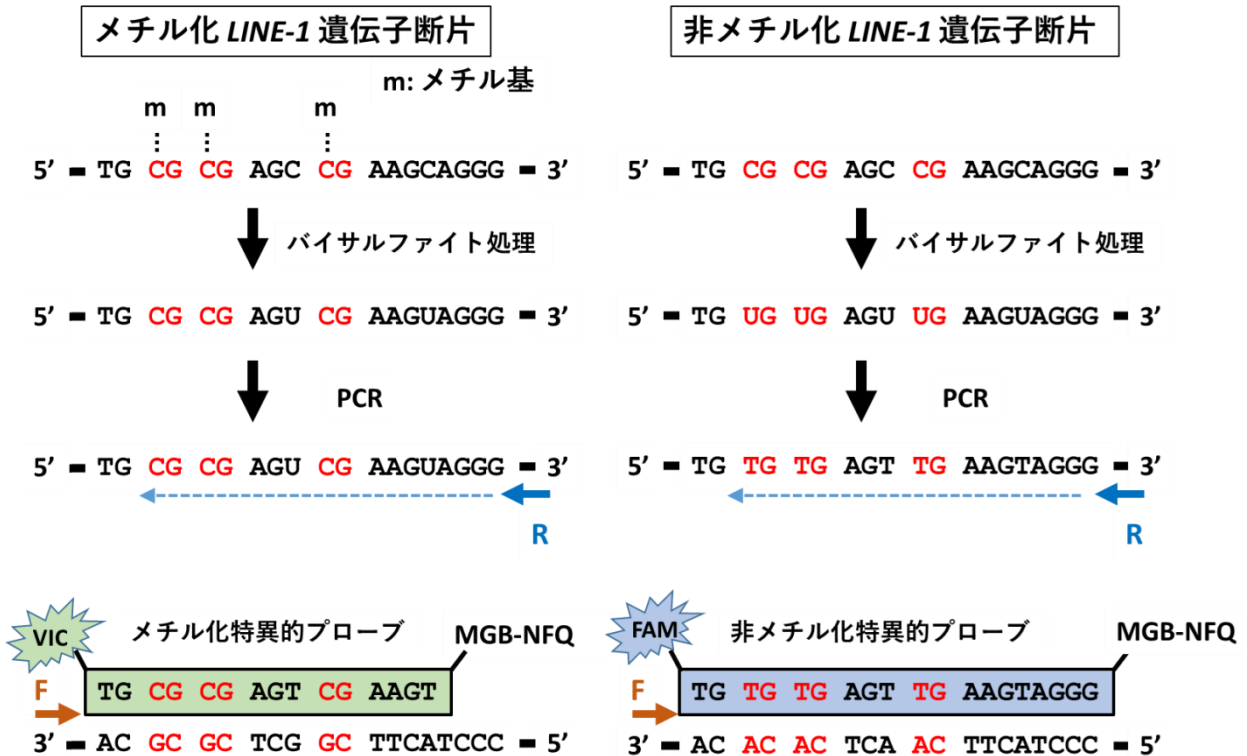 メチル化 LINE-1 遺伝子断片
m: メチル基
m m m
5’ = TG CG CG AGC CG AAGCAGGG = 3’
バイサルファイト処理
5’ = TG CG CG AGU CG AAGUAGGG = 3’
PCR
5’ = TG CG CG AGU CG AAGUAGGG = 3’
R
VIC
メチル化特異的プローブ
MGB-NFQ
F
TG CG CG AGT CG AAGT
3’ = AC GC GC TCG GC TTCATCCC = 5’
非メチル化 LINE-1 遺伝子断片
5’ = TG CG CG AGC CG AAGCAGGG = 3’
バイサルファイト処理
5’ = TG UG UG AGU UG AAGUAGGG = 3’
PCR
5’ = TG TG TG AGT TG AAGTAGGG = 3’
R
FAM
非メチル化特異的プローブ
MGB-NFQ
F
TG TG TG AGT TG AAGTAGGG
3’ = AC AC AC TCA AC TTCATCCC = 5’